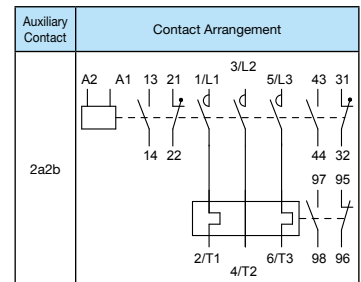 Auxiliary
Contact
Contact Arrangement
2a2b
3/L2
A2 A1 13 21 1/L1 5/L3 43 31
14 22 44 32
97 95
2/T1 6/T3 98 96
4/T2